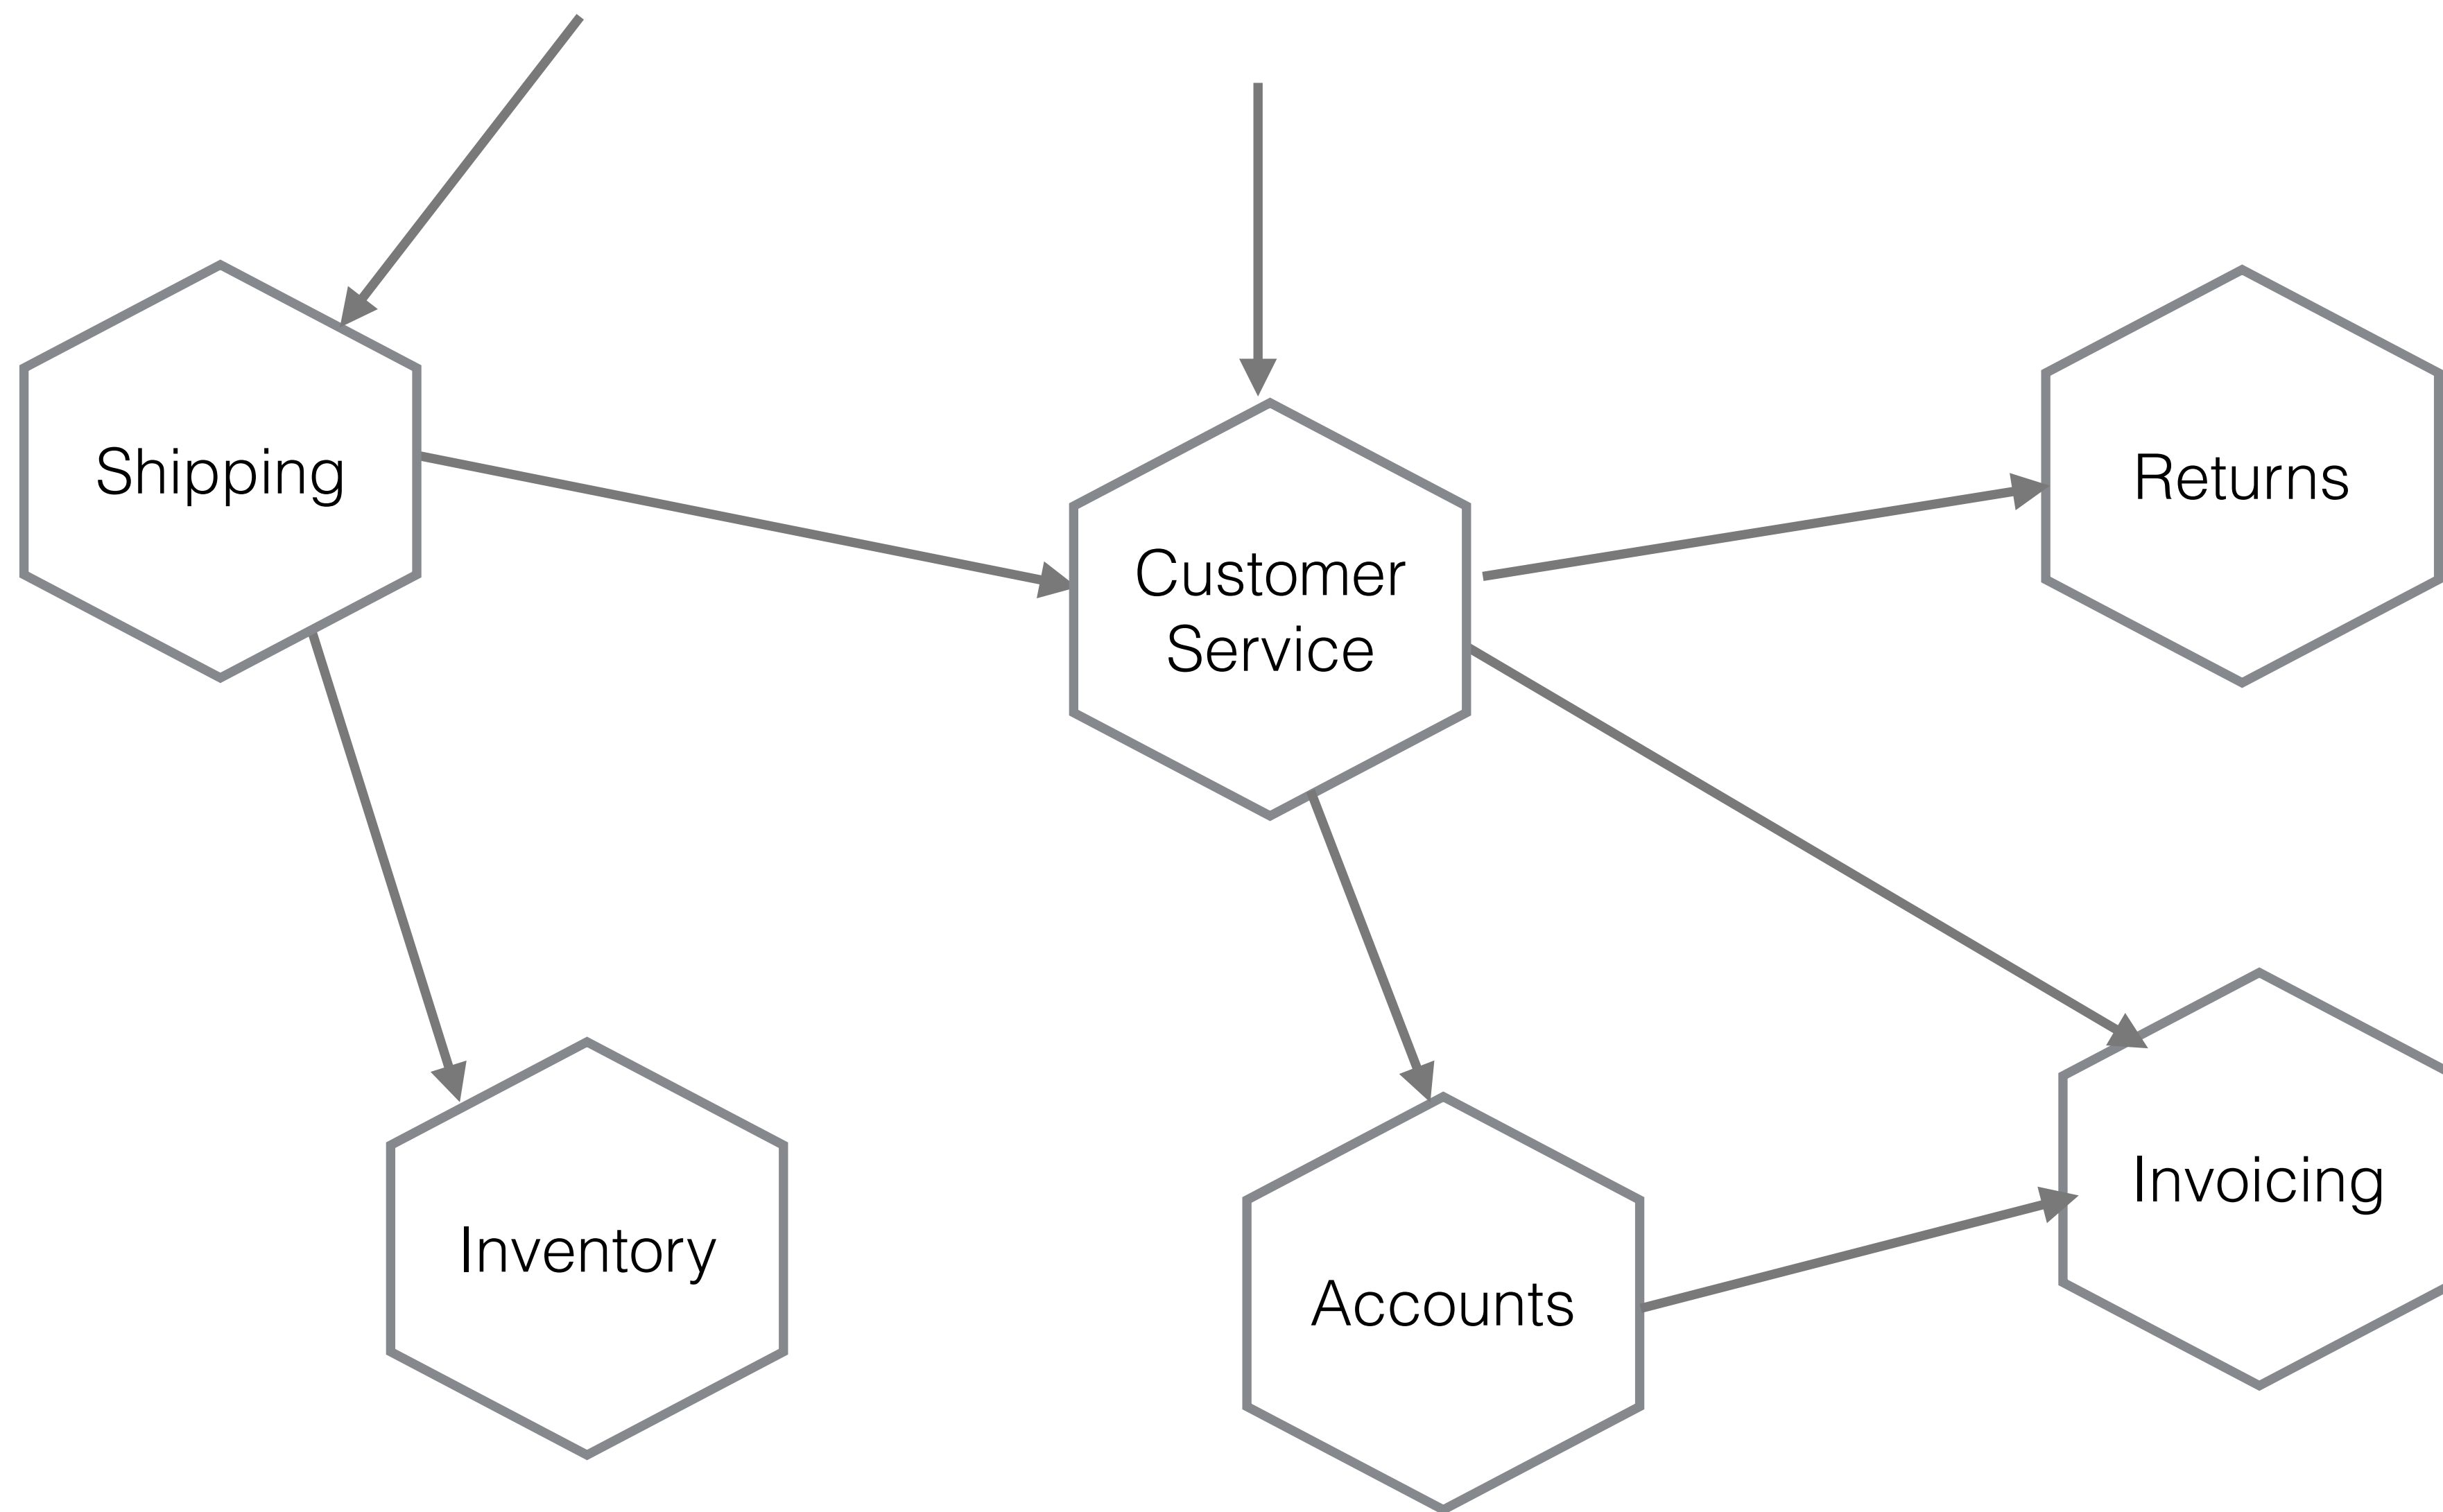 Shipping
Customer
Service
Returns
Inventory
Accounts
Invoicing